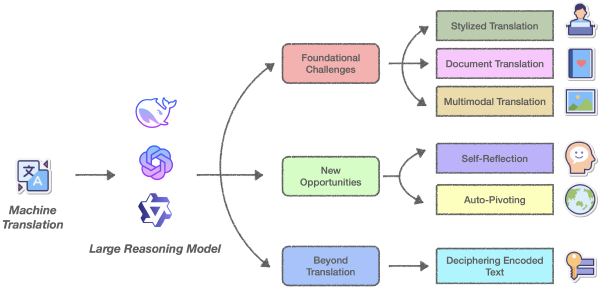 Machine
Translation
Large Reasoning Model
Foundational
Challenges
Stylized Translation
Document Translation
Multimodal Translation
New
Opportunities
Self-Reflection
Auto-Pivoting
Beyond
Translation
Deciphering Encoded
Text
文
A